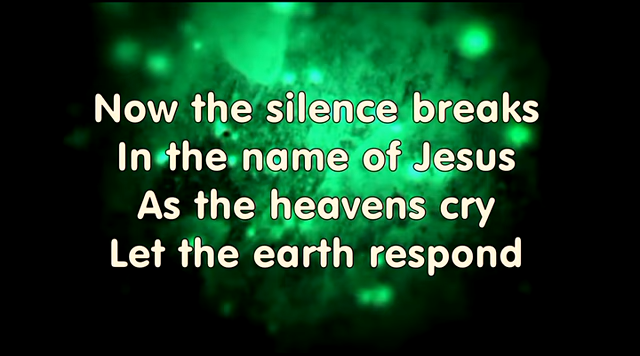 Now the silence breaks
In the name of Jesus
As the heavens cry
Let the earth respond